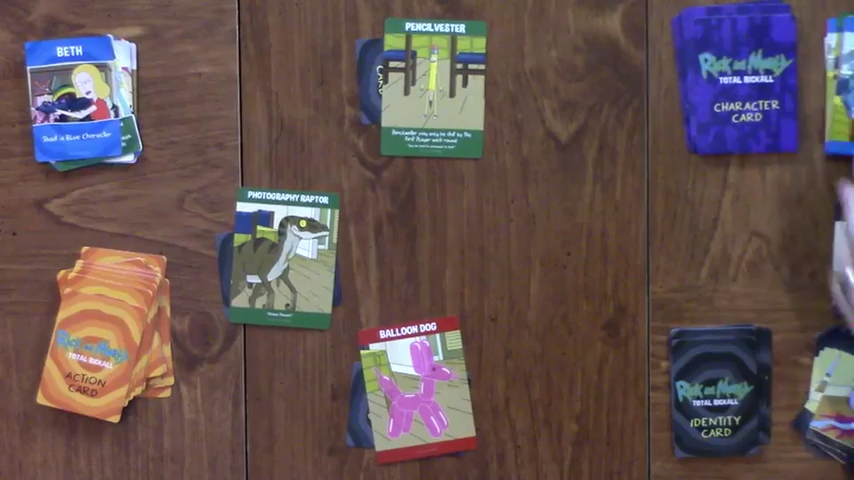 BETH
Shoot a Blue Character
PENCILVESTER
Pencilvester may only be shot by the
First Player each round.
Rick and Morty
TOTAL RICKALL
CHARACTER
CARD
PHOTOGRAPHY RAPTOR
Rick and Morty
TOTAL RICKALL
ACTION
CARD
BALLOON DOG
Rick and Morty
TOTAL RICKALL
IDENTITY
CARD